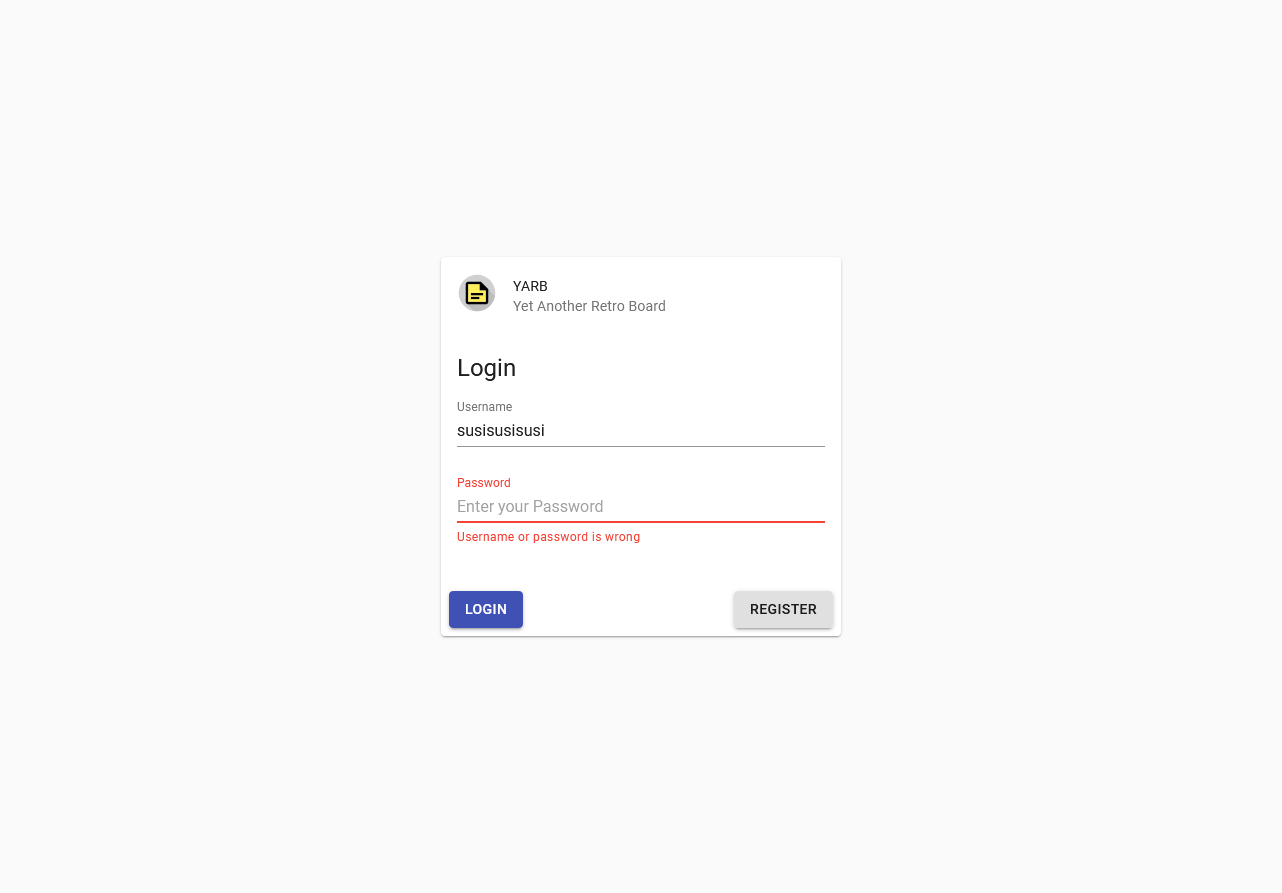 YARB
Yet Another Retro Board
Login
Username
susisusisusi
Password
Enter your Password
Username or password is wrong
LOGIN
REGISTER